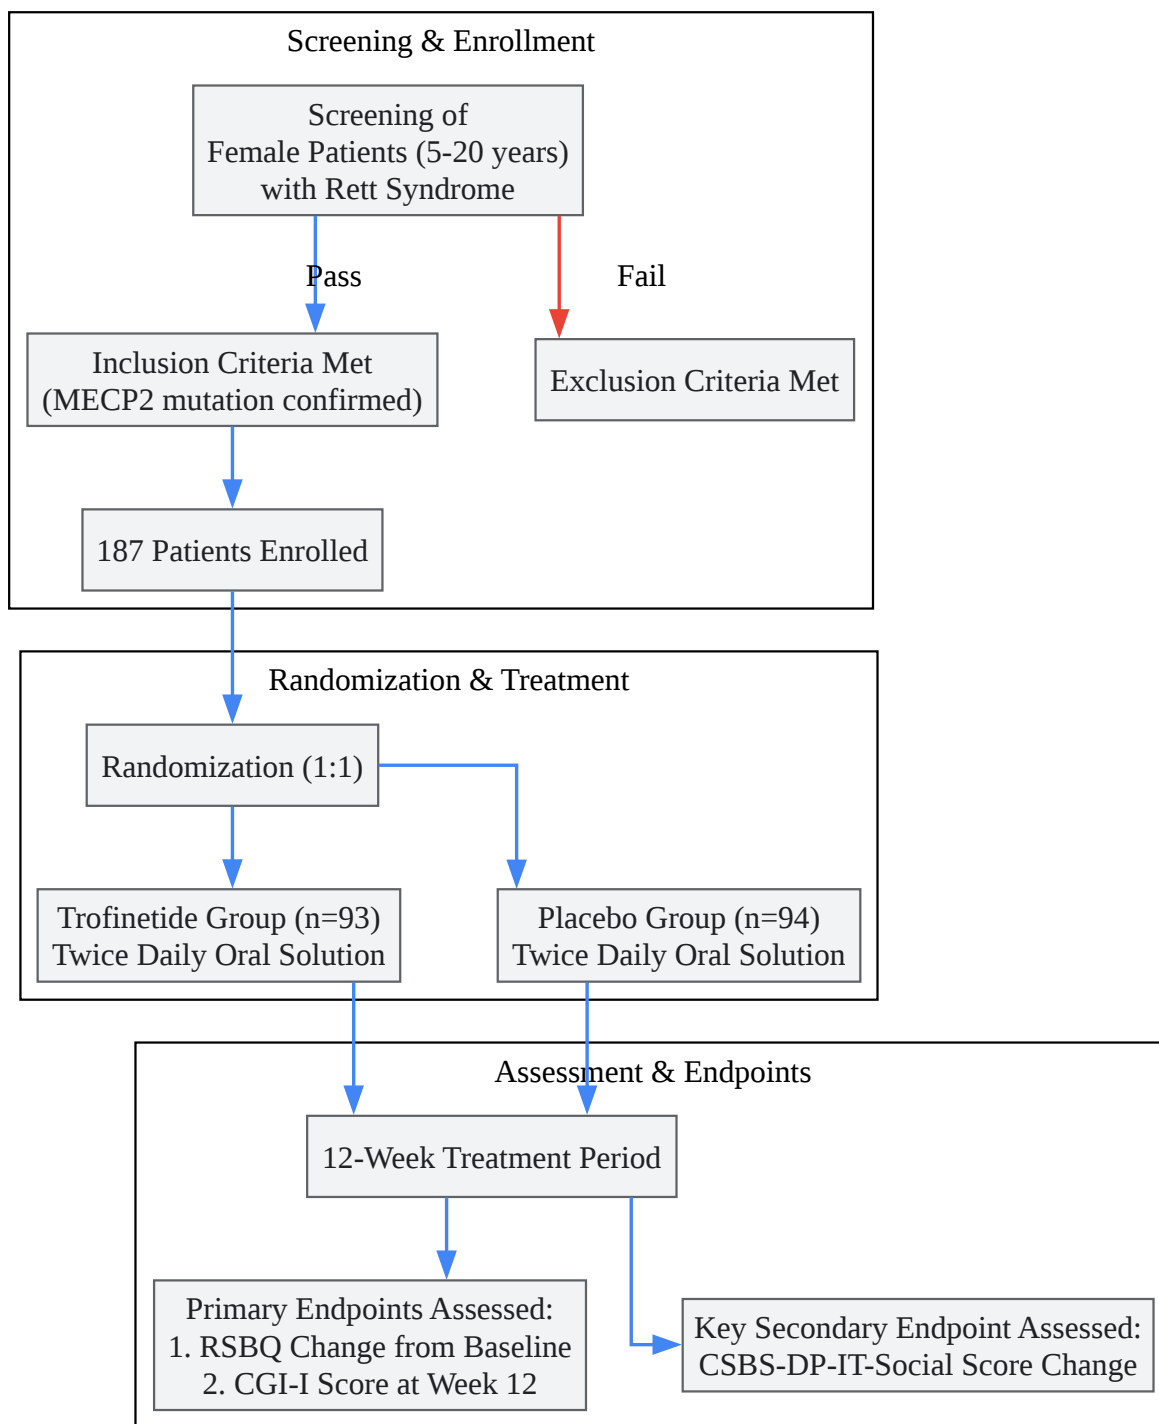 Screening & Enrollment
Screening of
Female Patients (5-20 years)
with Rett Syndrome
Pass
Fail
Inclusion Criteria Met
(MECP2 mutation confirmed)
Exclusion Criteria Met
187 Patients Enrolled
Randomization & Treatment
Randomization (1:1)
Trofinetide Group (n=93)
Twice Daily Oral Solution
Placebo Group (n=94)
Twice Daily Oral Solution
Assessment & Endpoints
12-Week Treatment Period
Primary Endpoints Assessed:
1. RSBQ Change from Baseline
2. CGI-I Score at Week 12
Key Secondary Endpoint Assessed:
CSBS-DP-IT-Social Score Change